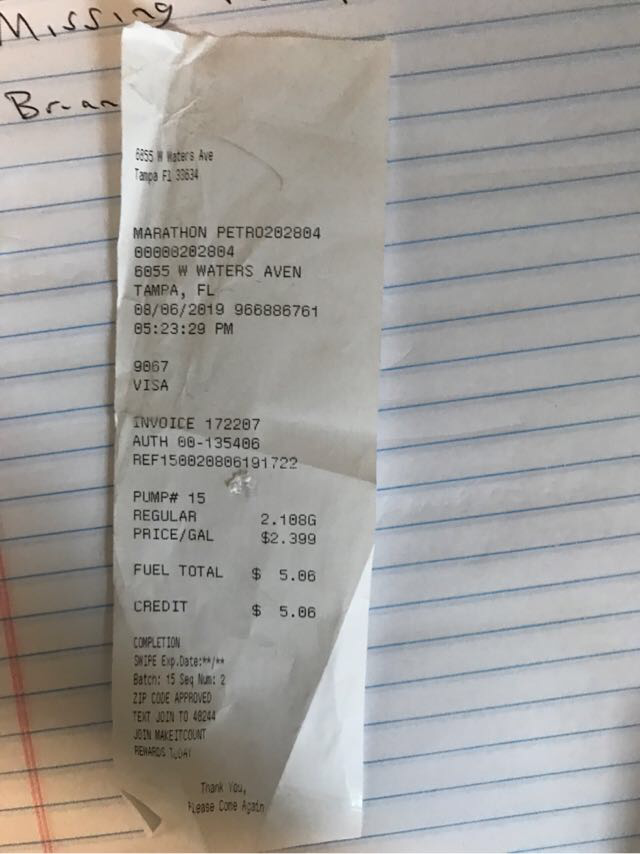 Missing
Brian
6055 W Waters Ave
Tampa Fl 33634
MARATHON PETRO202804
00000202804
6055 W WATERS AVEN
TAMPA, FL
08/06/2019 966886761
05:23:29 PM
9067
VISA
INVOICE 172207
AUTH 00-135406
REF150020806191722
PUMP# 15
REGULAR 2.108G
PRICE/GAL $2.399
FUEL TOTAL $ 5.06
CREDIT $ 5.06
COMPLETION
SWIPE Exp.Date:**/**
Batch: 15 Seq Num: 2
ZIP CODE APPROVED
TEXT JOIN TO 48244
JOIN MAKEITCOUNT
REWARDS TODAY
Thank You,
Please Come Again